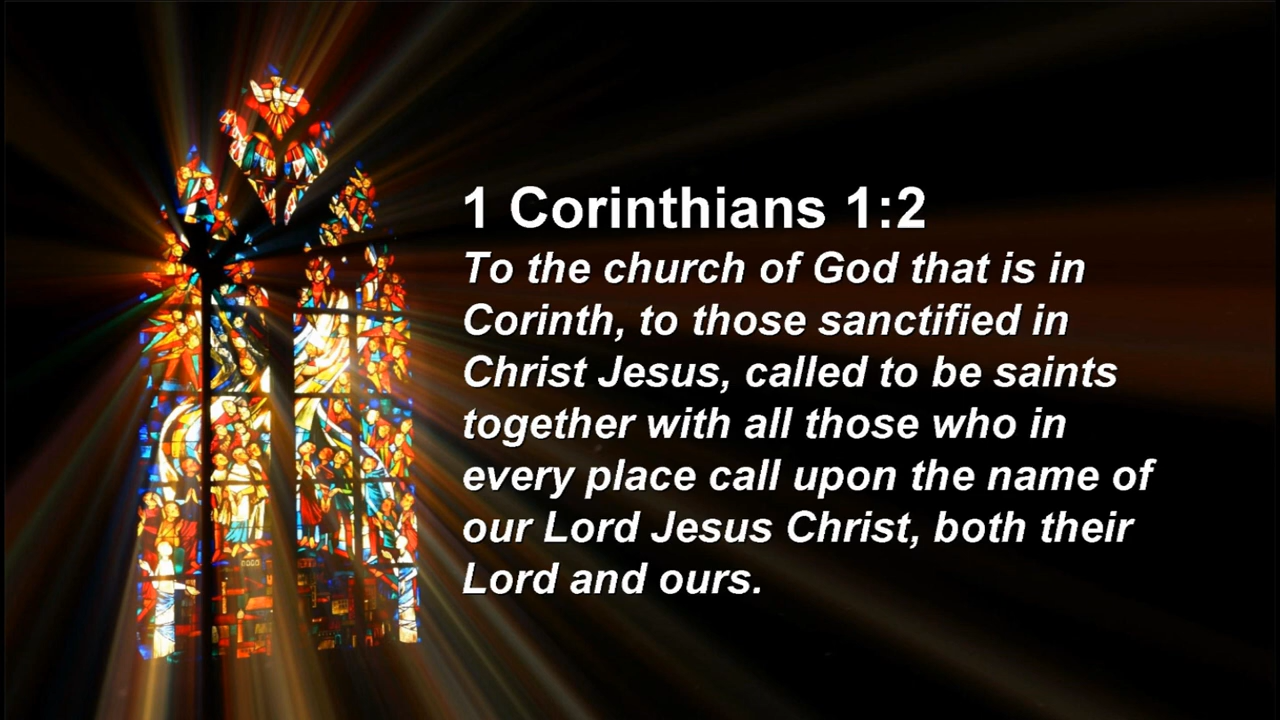 1 Corinthians 1:2
To the church of God that is in
Corinth, to those sanctified in
Christ Jesus, called to be saints
together with all those who in
every place call upon the name of
our Lord Jesus Christ, both their
Lord and ours.